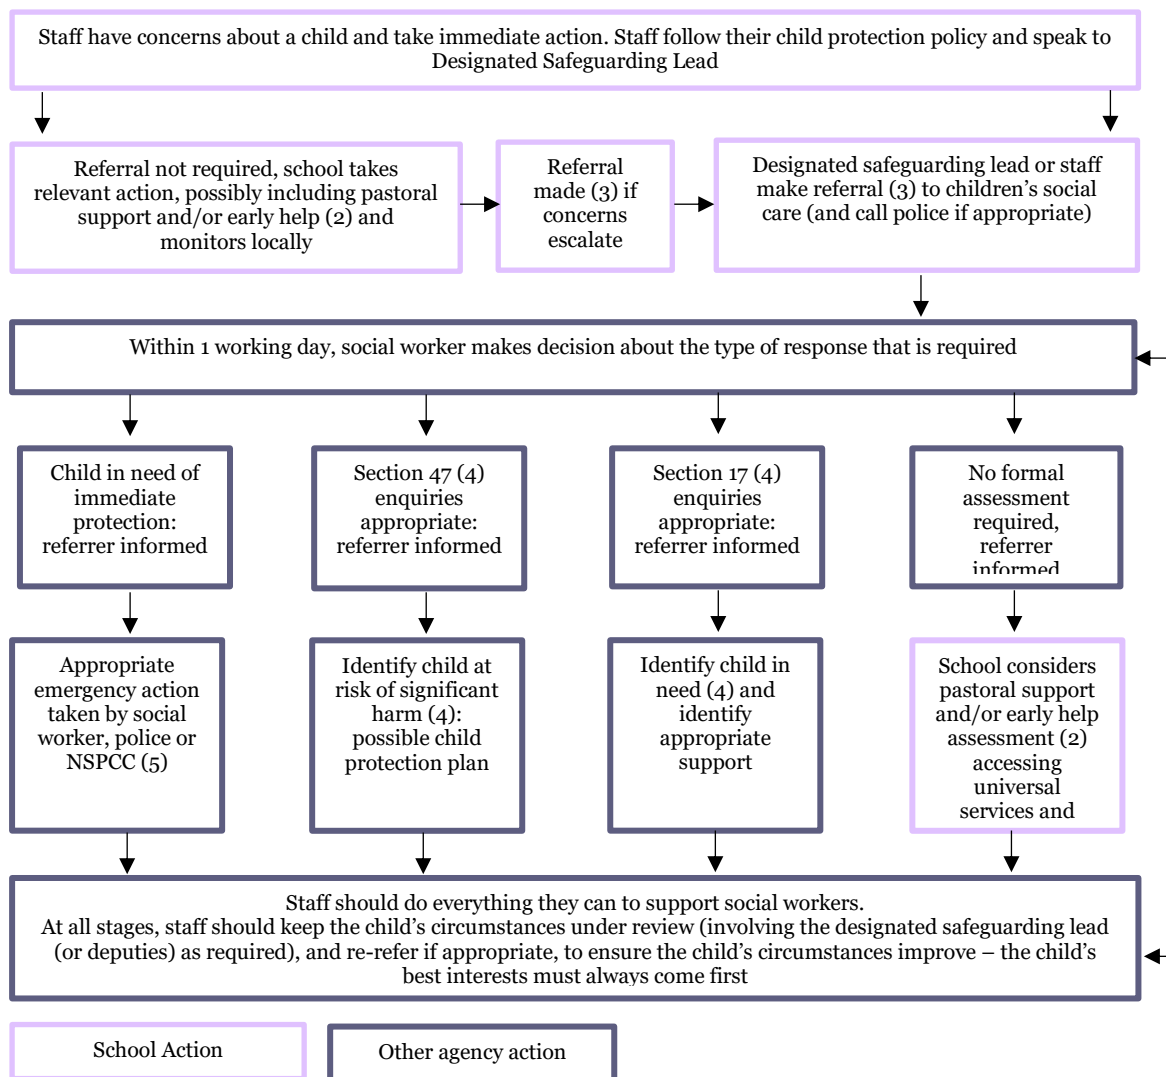 Staff have concerns about a child and take immediate action. Staff follow their child protection policy and speak to
Designated Safeguarding Lead
Referral not required, school takes
relevant action, possibly including pastoral
support and/or early help (2) and
monitors locally
Referral
made (3) if
concerns
escalate
Designated safeguarding lead or staff
make referral (3) to children’s social
care (and call police if appropriate)
Within 1 working day, social worker makes decision about the type of response that is required
Child in need of
immediate
protection:
referrer informed
Section 47 (4)
enquiries
appropriate:
referrer informed
Section 17 (4)
enquiries
appropriate:
referrer informed
No formal
assessment
required,
referrer
informed
Appropriate
emergency action
taken by social
worker, police or
NSPCC (5)
Identify child at
risk of significant
harm (4):
possible child
protection plan
Identify child in
need (4) and
identify
appropriate
support
School considers
pastoral support
and/or early help
assessment (2)
accessing
universal
services and
Staff should do everything they can to support social workers.
At all stages, staff should keep the child’s circumstances under review (involving the designated safeguarding lead
(or deputies) as required), and re-refer if appropriate, to ensure the child’s circumstances improve – the child’s
best interests must always come first
School Action
Other agency action